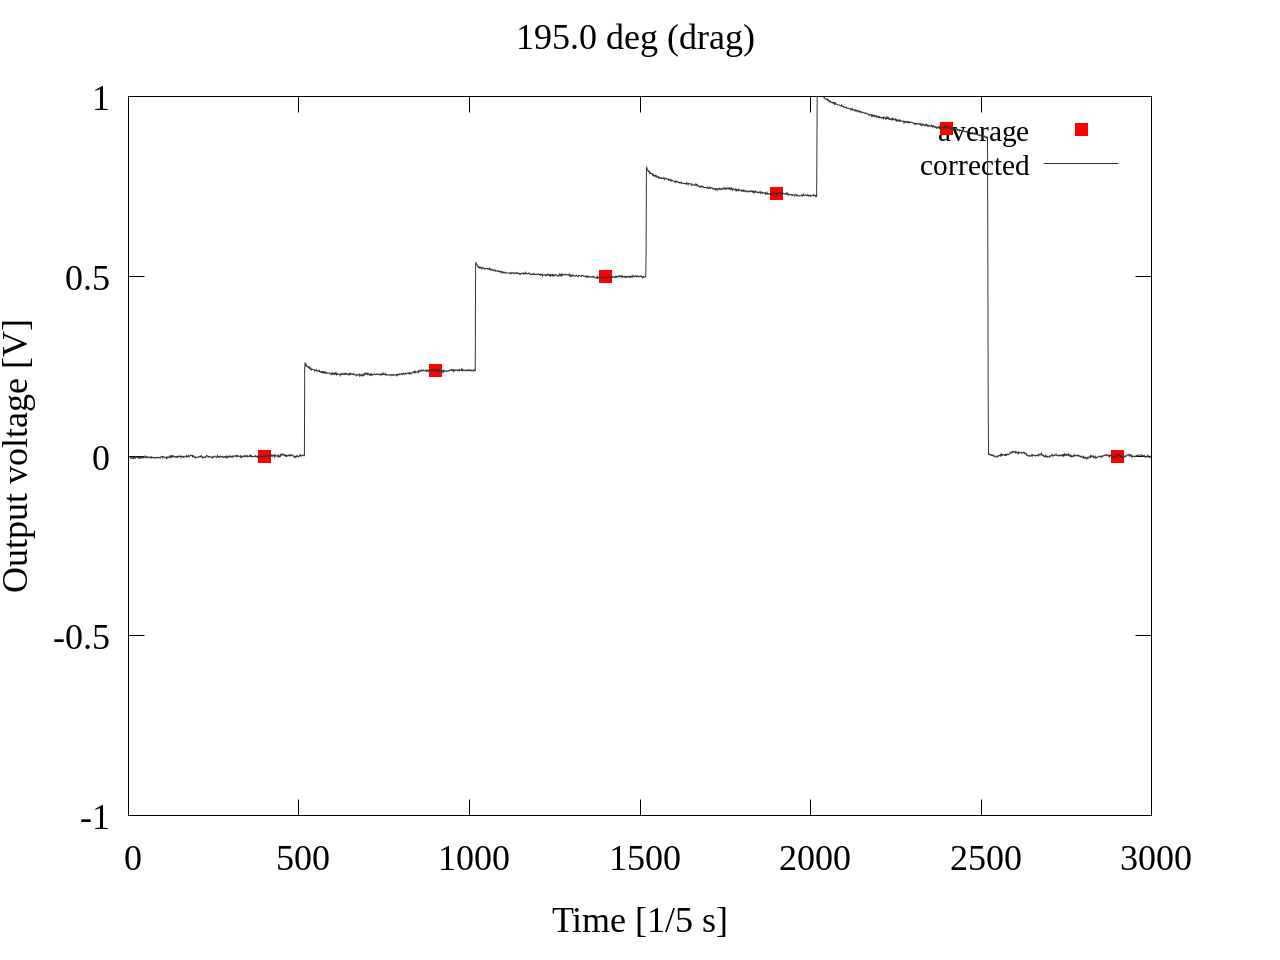 195.0 deg (drag)
1
average
corrected
0.5
0
-0.5
-1
Output voltage [V]
0 500 1000 1500 2000 2500 3000
Time [1/5 s]